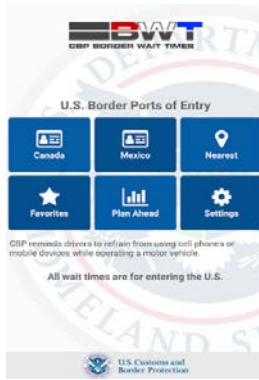 BWT
CBP BORDER WAIT TIMES
U.S. Border Ports of Entry
Canada
Mexico
Nearest
Favorites
Plan Ahead
Settings
CBP reminds drivers to refrain from using cell phones or
mobile devices while operating a motor vehicle.
All wait times are for entering the U.S.
U.S. Customs and
Border Protection